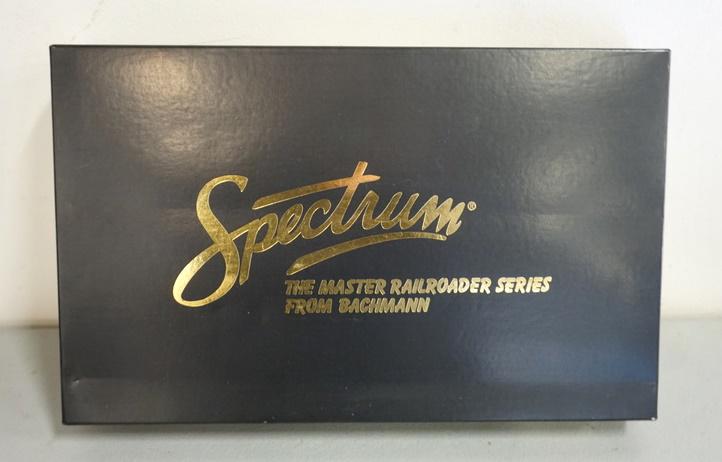 Spectrum®
THE MASTER RAILROADER SERIES
FROM BACHMANN